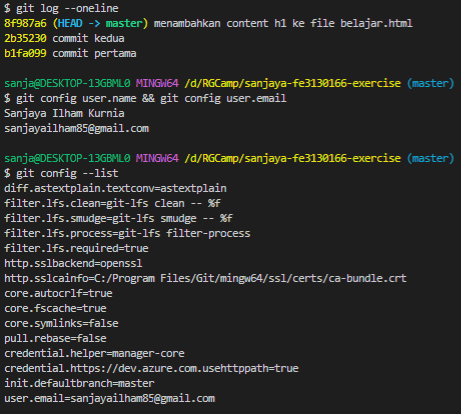 $ git log --oneline
8f987a6 (HEAD -> master) menambahkan content h1 ke file belajar.html
2b35230 commit kedua
b1fa099 commit pertama
sanja@DESKTOP-13GBML0 MINGW64 /d/RGCamp/sanjaya-fe3130166-exercise (master)
$ git config user.name && git config user.email
Sanjaya Ilham Kurnia
sanjayailham85@gmail.com
sanja@DESKTOP-13GBML0 MINGW64 /d/RGCamp/sanjaya-fe3130166-exercise (master)
$ git config --list
diff.astextplain.textconv=astextplain
filter.lfs.clean=git-lfs clean -- %f
filter.lfs.smudge=git-lfs smudge -- %f
filter.lfs.process=git-lfs filter-process
filter.lfs.required=true
http.sslbackend=openssl
http.sslcainfo=C:/Program Files/Git/mingw64/ssl/certs/ca-bundle.crt
core.autocrlf=true
core.fscache=true
core.symlinks=false
pull.rebase=false
credential.helper=manager-core
credential.https://dev.azure.com.usehttppath=true
init.defaultbranch=master
user.email=sanjayailham85@gmail.com